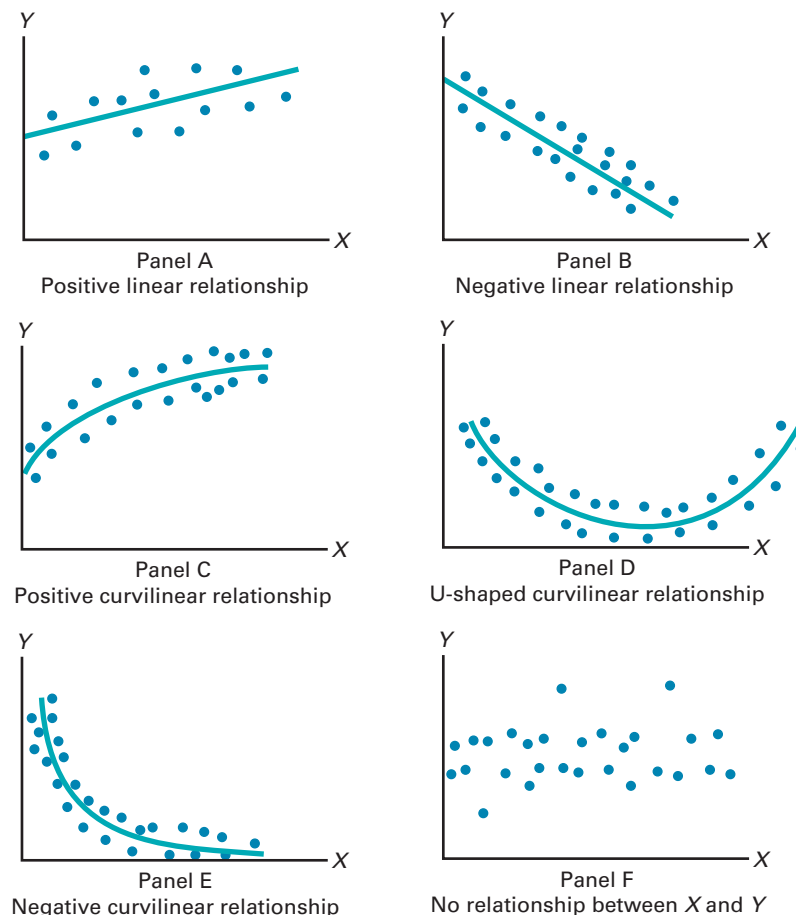 Y
X
Panel A
Positive linear relationship
Y
X
Panel B
Negative linear relationship
Y
X
Panel C
Positive curvilinear relationship
Y
X
Panel D
U-shaped curvilinear relationship
Y
X
Panel E
Negative curvilinear relationship
Y
X
Panel F
No relationship between X and Y